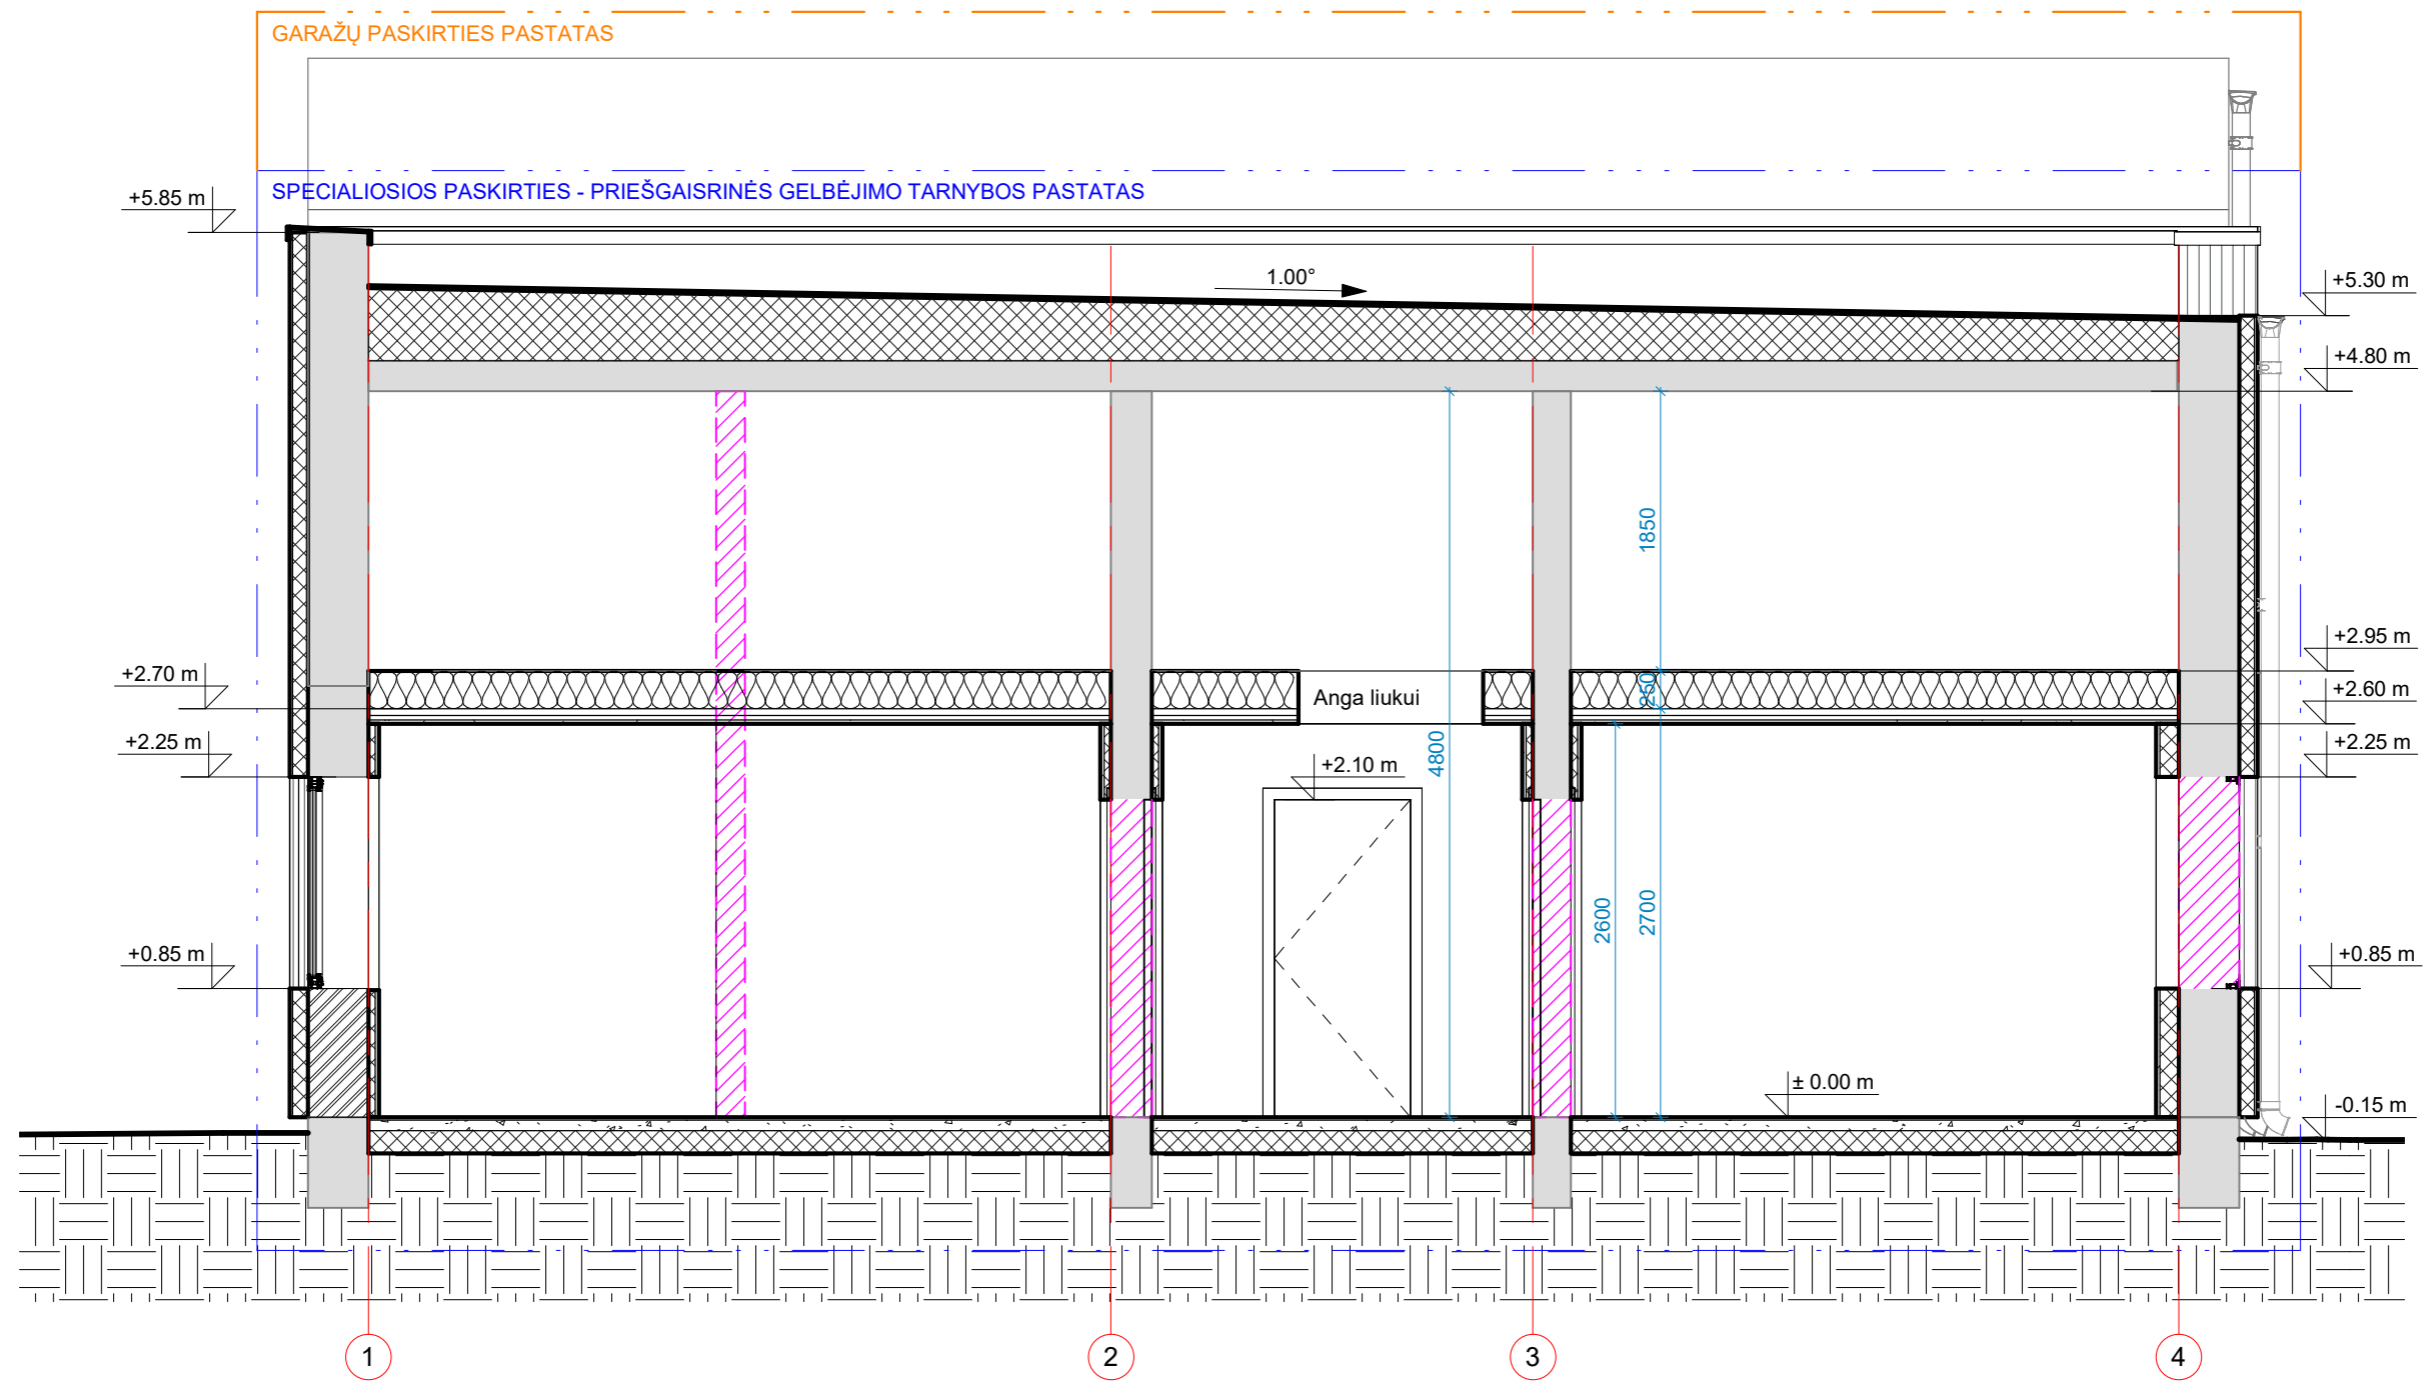 GARAŽŲ PASKIRTIES PASTATAS
SPECIALIOSIOS PASKIRTIES - PRIEŠGAISRINĖS GELBĖJIMO TARNYBOS PASTATAS
+5.85 m
1.00°
+5.30 m
+4.80 m
1850
+2.95 m
+2.70 m
250
Anga liukui
+2.60 m
+2.25 m
4800
+2.10 m
+2.25 m
2600
2700
+0.85 m
+0.85 m
± 0.00 m
-0.15 m
1
2
3
4